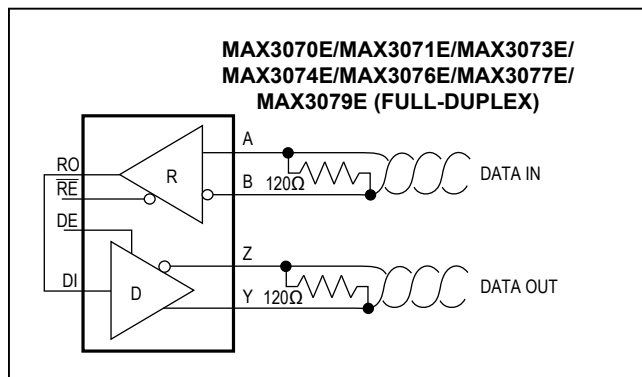 MAX3070E/MAX3071E/MAX3073E/
MAX3074E/MAX3076E/MAX3077E/
MAX3079E (FULL-DUPLEX)
A
RO
R
DATA IN
RE
120Ω
B
DE
Z
DI
D
120Ω
Y
DATA OUT